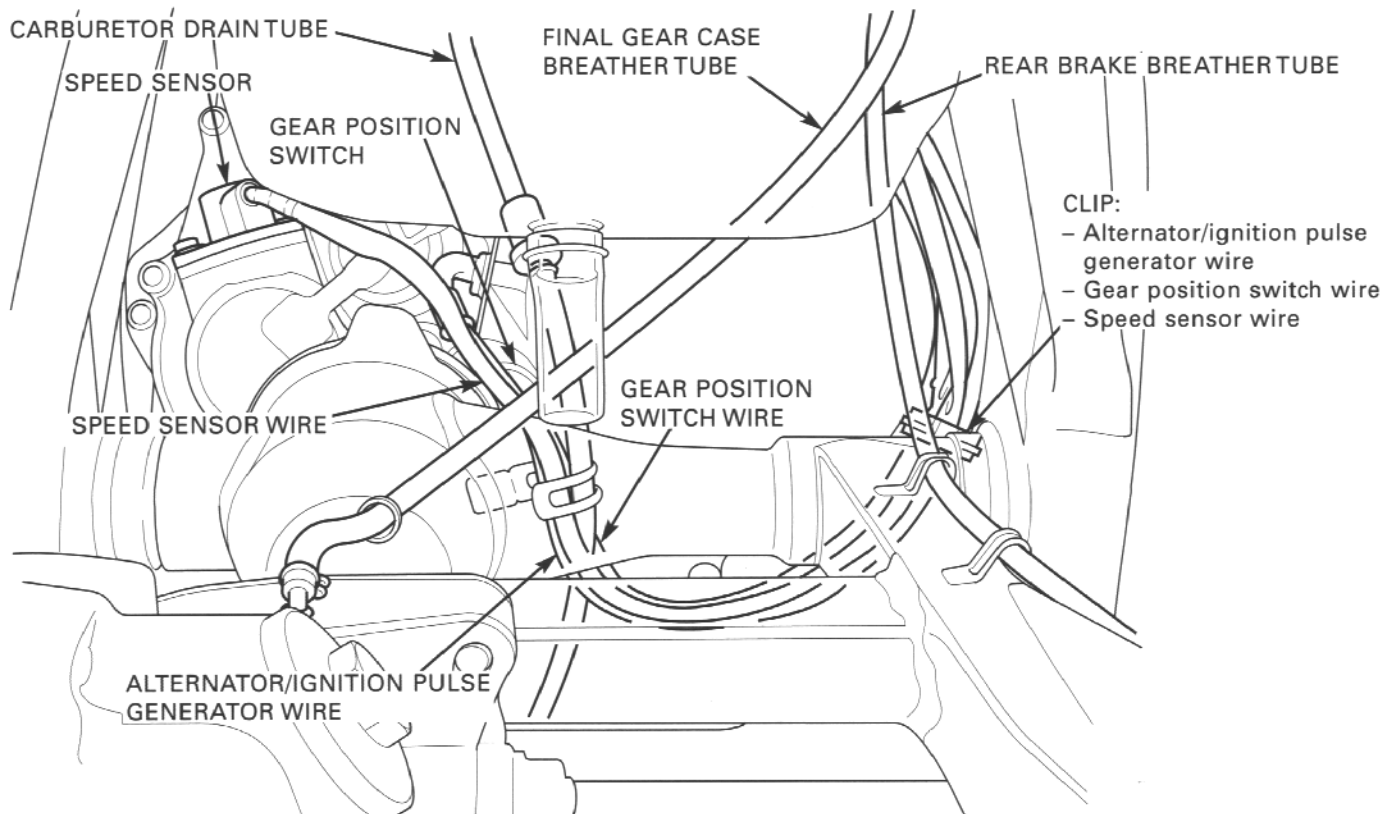 CARBURETOR DRAIN TUBE
SPEED SENSOR
GEAR POSITION
SWITCH
FINAL GEAR CASE
BREATHER TUBE
REAR BRAKE BREATHER TUBE
CLIP:
– Alternator/ignition pulse
generator wire
– Gear position switch wire
– Speed sensor wire
SPEED SENSOR WIRE
GEAR POSITION
SWITCH WIRE
ALTERNATOR/IGNITION PULSE
GENERATOR WIRE